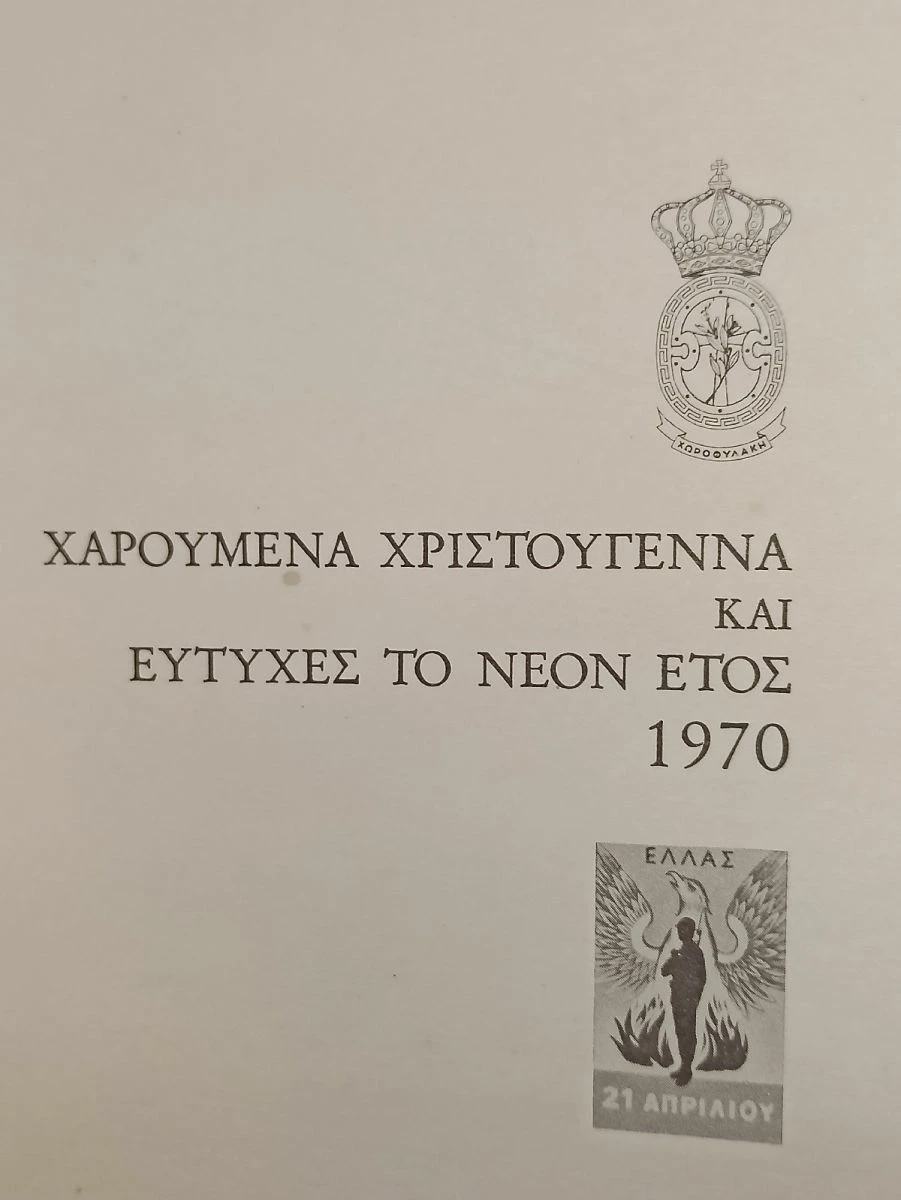 ΧΩΡΟΦΥΛΑΚΗ
ΧΑΡΟΥΜΕΝΑ ΧΡΙΣΤΟΥΓΕΝΝΑ
ΚΑΙ
ΕΥΤΥΧΕΣ ΤΟ ΝΕΟΝ ΕΤΟΣ
1970
ΕΛΛΑΣ
21 ΑΠΡΙΛΙΟΥ